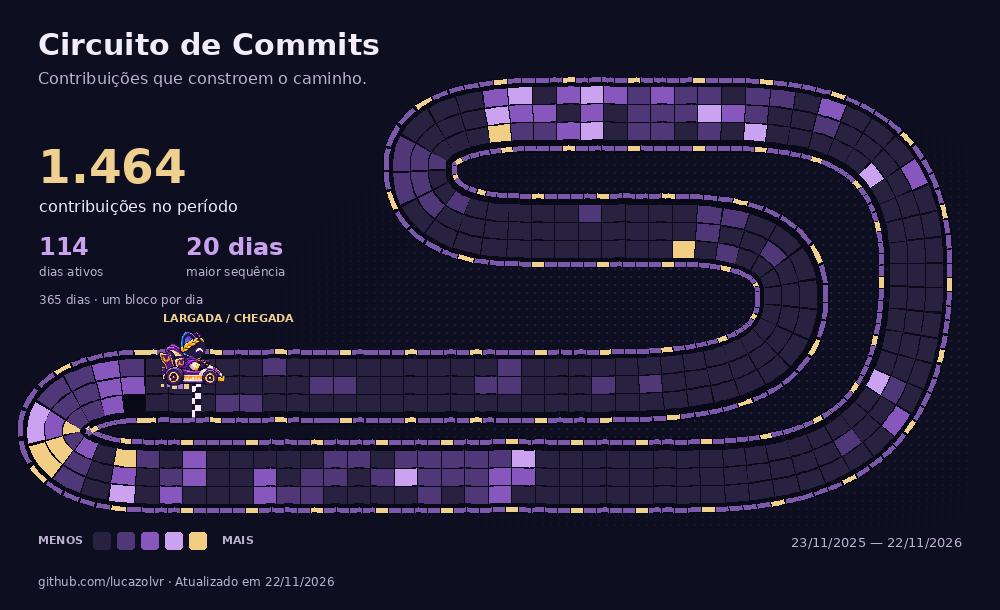 Circuito de Commits
Contribuições que constroem o caminho.
1.464
contribuições no período
114
dias ativos
20 dias
maior sequência
365 dias · um bloco por dia
LARGADA / CHEGADA
MENOS
MAIS
23/11/2025 — 22/11/2026
github.com/lucazolvr · Atualizado em 22/11/2026